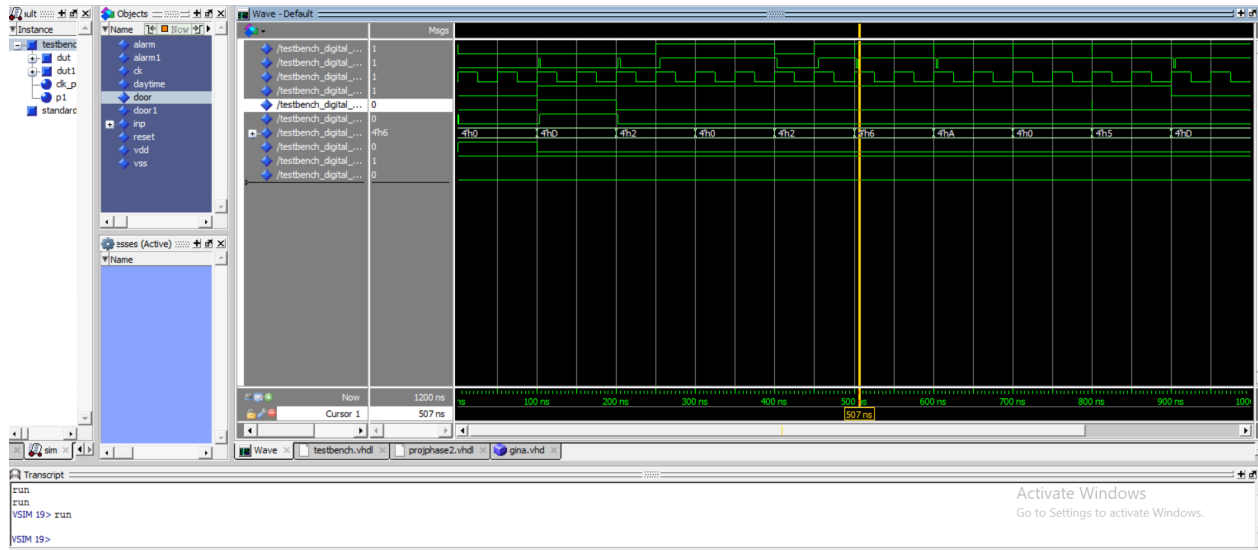 ult
Instance
testbenc
dut
dut1
clk_p
p1
standard
sim
Objects
Name
Now
alarm
alarm1
ck
daytime
door
door1
inp
reset
vdd
vss
esses (Active)
Name
Wave - Default
Msgs
/testbench_digital_... 1
/testbench_digital_... 1
/testbench_digital_... 1
/testbench_digital_... 1
/testbench_digital_... 0
/testbench_digital_... 0
/testbench_digital_... 4'h6 4'h0 4'hD 4'h2 4'h0 4'h2 4'h6 4'hA 4'h0 4'h5 4'hD
/testbench_digital_... 0
/testbench_digital_... 1
/testbench_digital_... 0
Now 1200 ns
ns 100 ns 200 ns 300 ns 400 ns 500 600 ns 700 ns 800 ns 900 ns 100
Cursor 1 507 ns
507 ns
Wave testbench.vhdl projphase2.vhdl gina.vhd
Transcript
run
run
VSIM 19> run
VSIM 19>
Activate Windows
Go to Settings to activate Windows.